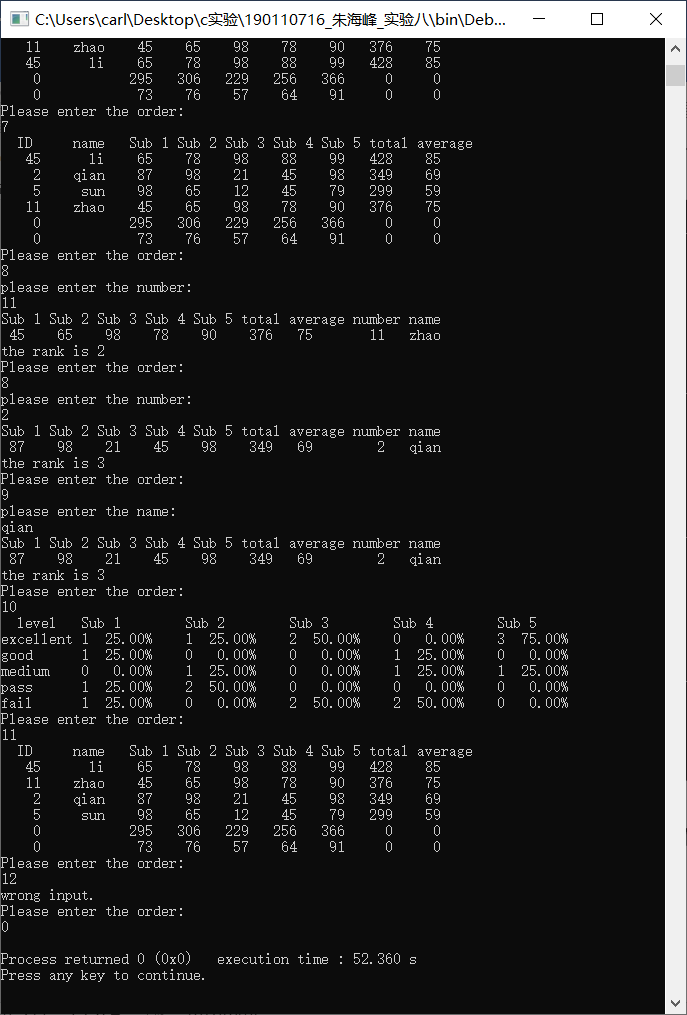 C:\Users\carl\Desktop\c实验\190110716_朱海峰_实验八\bin\Deb...
11 zhao 45 65 98 78 90 376 75
45 li 65 78 98 88 99 428 85
0 295 306 229 256 366 0 0
0 73 76 57 64 91 0 0
Please enter the order:
7
ID name Sub 1 Sub 2 Sub 3 Sub 4 Sub 5 total average
45 li 65 78 98 88 99 428 85
2 qian 87 98 21 45 98 349 69
5 sun 98 65 12 45 79 299 59
11 zhao 45 65 98 78 90 376 75
0 295 306 229 256 366 0 0
0 73 76 57 64 91 0 0
Please enter the order:
8
please enter the number:
11
Sub 1 Sub 2 Sub 3 Sub 4 Sub 5 total average number name
45 65 98 78 90 376 75 11 zhao
the rank is 2
Please enter the order:
8
please enter the number:
2
Sub 1 Sub 2 Sub 3 Sub 4 Sub 5 total average number name
87 98 21 45 98 349 69 2 qian
the rank is 3
Please enter the order:
9
please enter the name:
qian
Sub 1 Sub 2 Sub 3 Sub 4 Sub 5 total average number name
87 98 21 45 98 349 69 2 qian
the rank is 3
Please enter the order:
10
level Sub 1 Sub 2 Sub 3 Sub 4 Sub 5
excellent 1 25.00% 1 25.00% 2 50.00% 0 0.00% 3 75.00%
good 1 25.00% 0 0.00% 0 0.00% 1 25.00% 0 0.00%
medium 0 0.00% 1 25.00% 0 0.00% 1 25.00% 1 25.00%
pass 1 25.00% 2 50.00% 0 0.00% 0 0.00% 0 0.00%
fail 1 25.00% 0 0.00% 2 50.00% 2 50.00% 0 0.00%
Please enter the order:
11
ID name Sub 1 Sub 2 Sub 3 Sub 4 Sub 5 total average
45 li 65 78 98 88 99 428 85
11 zhao 45 65 98 78 90 376 75
2 qian 87 98 21 45 98 349 69
5 sun 98 65 12 45 79 299 59
0 295 306 229 256 366 0 0
0 73 76 57 64 91 0 0
Please enter the order:
12
wrong input.
Please enter the order:
0
Process returned 0 (0x0) execution time : 52.360 s
Press any key to continue.